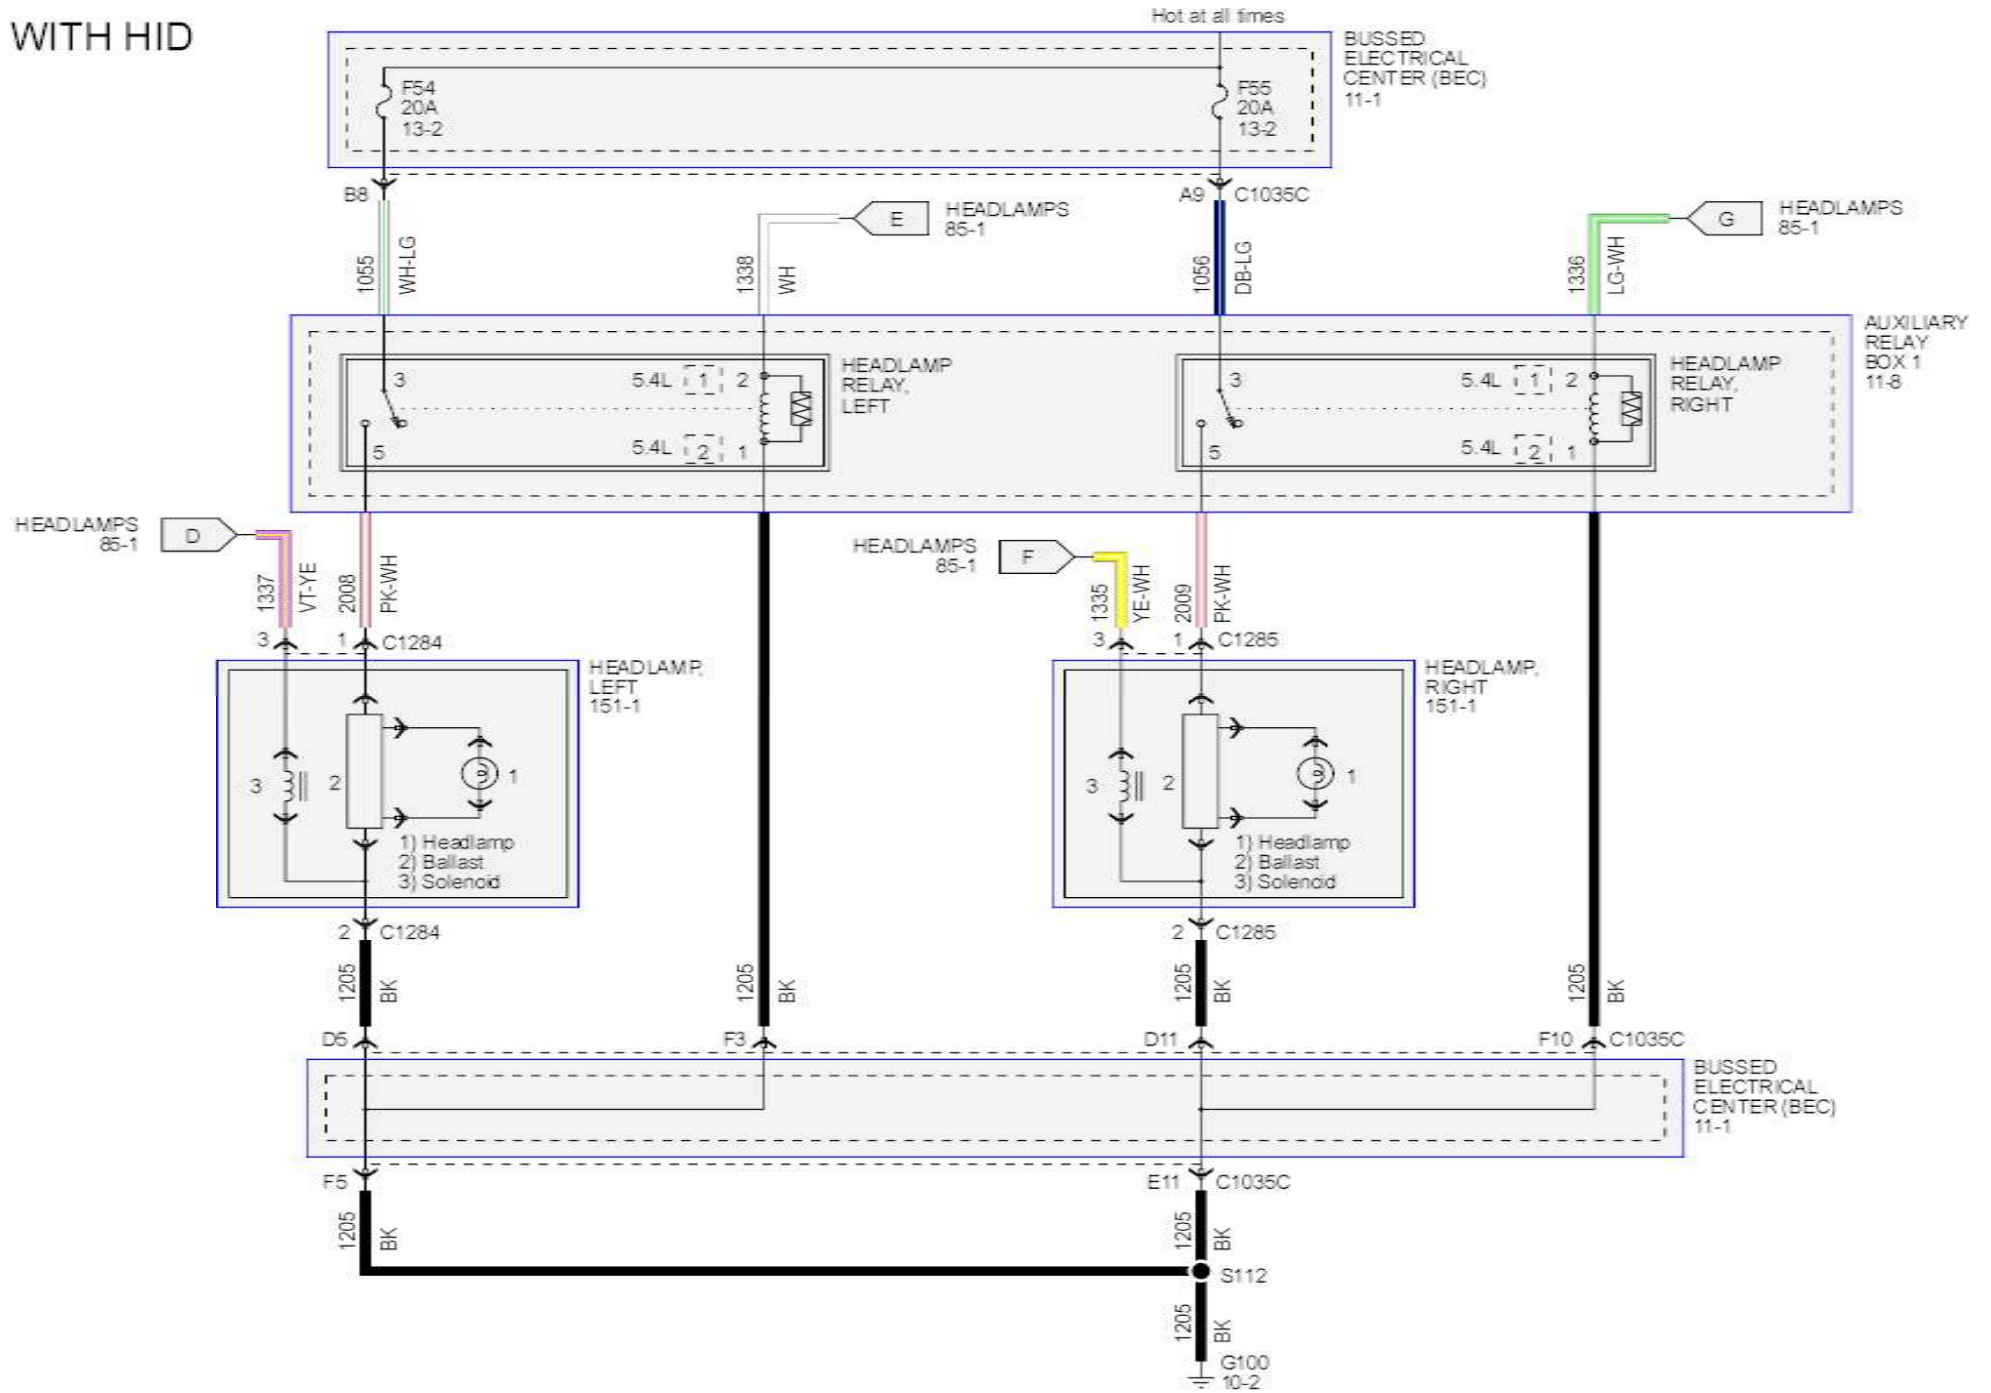 WITH HID
Hot at all times
BUSSED
ELECTRICAL
CENTER (BEC)
11-1
F54
20A
13-2
F55
20A
13-2
B8
A9
C1035C
E
HEADLAMPS
85-1
G
HEADLAMPS
85-1
1055
WH-LG
1338
WH
1056
DB-LG
1336
LG-WH
AUXILIARY
RELAY
BOX 1
11-8
3
5
5.4L
1
2
5.4L
2
1
HEADLAMP
RELAY,
LEFT
3
5
5.4L
1
2
5.4L
2
1
HEADLAMP
RELAY,
RIGHT
HEADLAMPS
85-1
D
1337
VT-YE
2008
PK-WH
HEADLAMPS
85-1
F
1335
YE-WH
2009
PK-WH
3
1
C1284
3
1
C1285
HEADLAMP,
LEFT
151-1
HEADLAMP,
RIGHT
151-1
3
2
1
1) Headlamp
2) Ballast
3) Solenoid
3
2
1
1) Headlamp
2) Ballast
3) Solenoid
2
C1284
2
C1285
1205
BK
1205
BK
1205
BK
1205
BK
D5
F3
D11
F10
C1035C
BUSSED
ELECTRICAL
CENTER (BEC)
11-1
F5
E11
C1035C
1205
BK
1205
BK
S112
1205
BK
G100
10-2